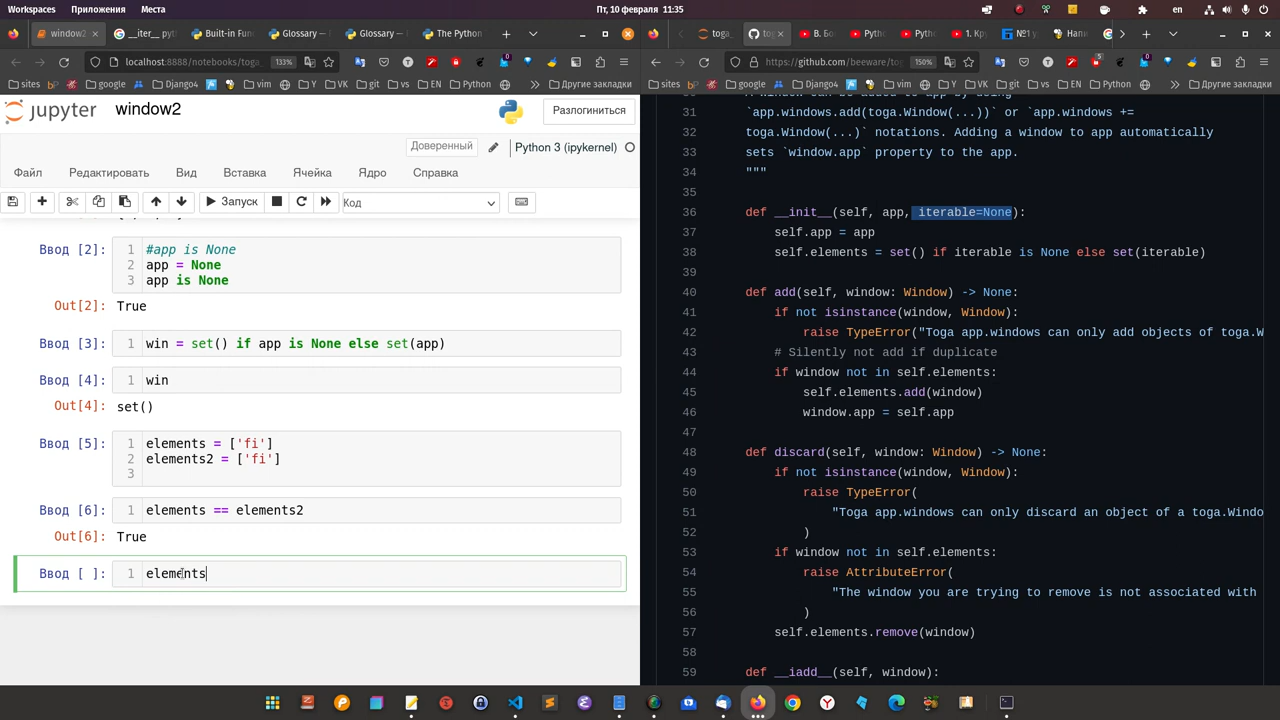 Workspaces Приложения Места Пт, 10 февраля 11:35 en
window2 __iter__ pyt Built-in Fun Glossary — Glossary — The Python
localhost:8888/notebooks/toga_ 133%
sites вр google Django4 Y VK git vs EN Python Другие закладки
jupyter window2 Разлогиниться
Доверенный Python 3 (ipykernel)
Файл Редактировать Вид Вставка Ячейка Ядро Справка
Запуск Код
Ввод [2]: 1 #app is None
2 app = None
3 app is None
Out[2]: True
Ввод [3]: 1 win = set() if app is None else set(app)
Ввод [4]: 1 win
Out[4]: set()
Ввод [5]: 1 elements = ['fi']
2 elements2 = ['fi']
3
Ввод [6]: 1 elements == elements2
Out[6]: True
Ввод [ ]: 1 elements
toga_ tog В. Бо Pyth Pyth 1. Кр №1 у Напи
https://github.com/beeware/to 150%
sites вр google Django4 Y VK git vs Другие закладки
31 `app.windows.add(toga.Window(...))` or `app.windows +=
32 toga.Window(...)` notations. Adding a window to app automatically
33 sets `window.app` property to the app.
34 """
35
36 def __init__(self, app, iterable=None):
37 self.app = app
38 self.elements = set() if iterable is None else set(iterable)
39
40 def add(self, window: Window) -> None:
41 if not isinstance(window, Window):
42 raise TypeError("Toga app.windows can only add objects of toga.W
43 # Silently not add if duplicate
44 if window not in self.elements:
45 self.elements.add(window)
46 window.app = self.app
47
48 def discard(self, window: Window) -> None:
49 if not isinstance(window, Window):
50 raise TypeError(
51 "Toga app.windows can only discard an object of a toga.Windo
52 )
53 if window not in self.elements:
54 raise AttributeError(
55 "The window you are trying to remove is not associated with
56 )
57 self.elements.remove(window)
58
59 def __iadd__(self, window):